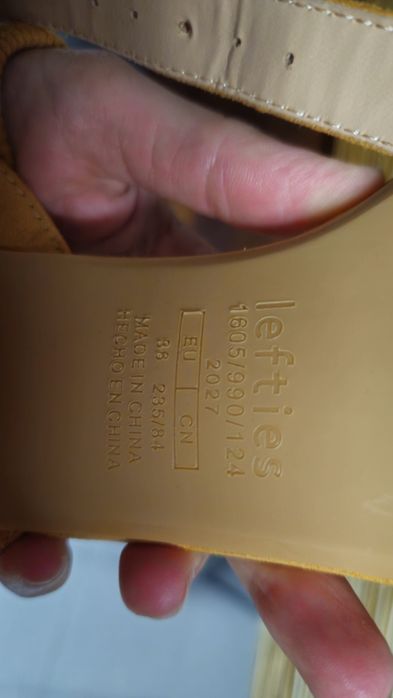 lefties
1605/990/124
2027
EU CN
38 235/84
MADE IN CHINA
HECHO EN CHINA